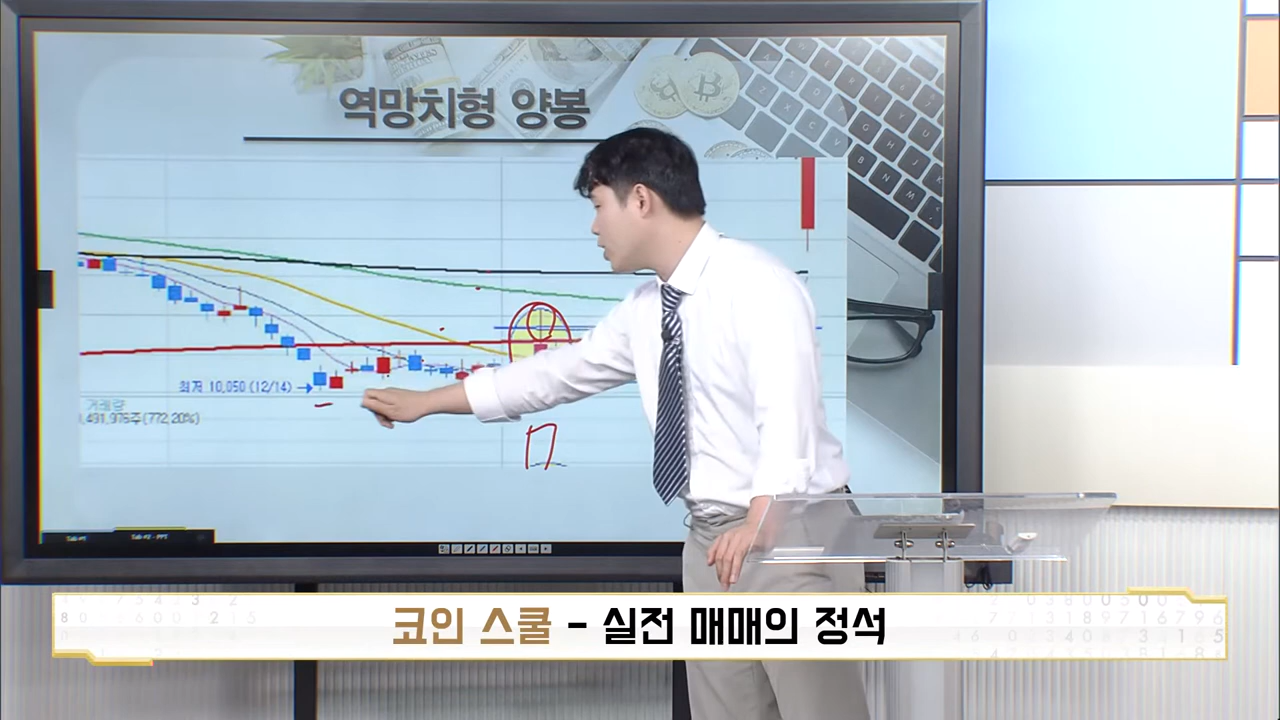 역망치형 양봉
최저 10,050 (12/14) →
거래량
1,491,976주(772.20%)
코인 스쿨 - 실전 매매의 정석